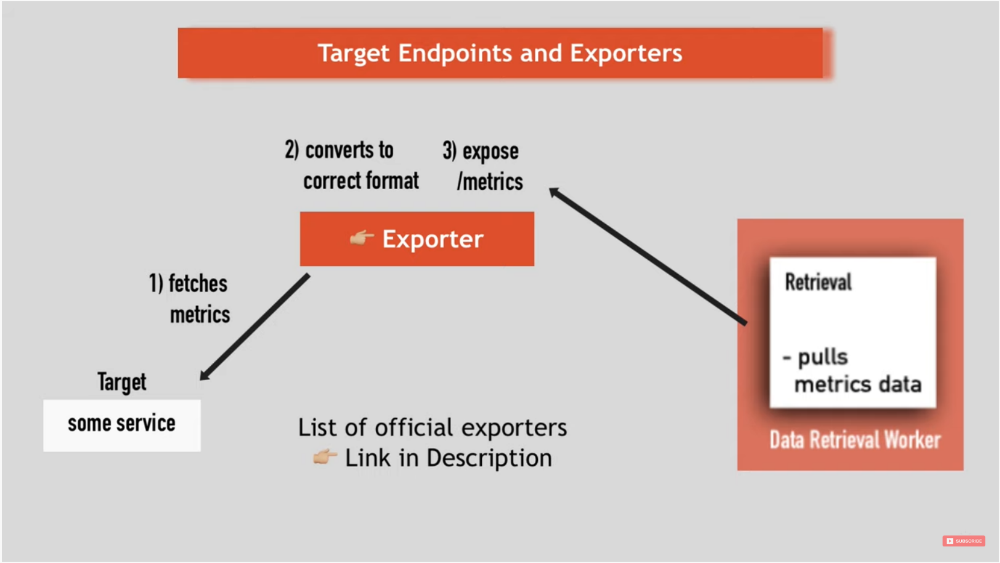 Target Endpoints and Exporters
2) converts to
correct format
3) expose
/metrics
👉🏼 Exporter
1) fetches
metrics
Target
some service
List of official exporters
👉🏼 Link in Description
Retrieval
- pulls
metrics data
Data Retrieval Worker
SUBSCRIBE